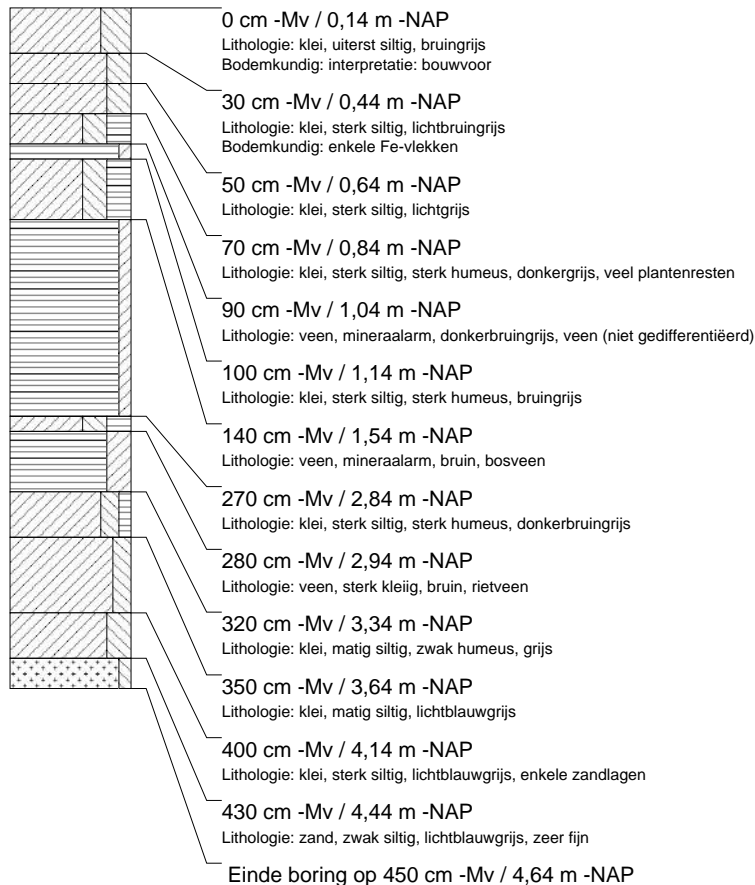 0 cm -Mv / 0,14 m -NAP
Lithologie: klei, uiterst siltig, bruingrijs
Bodemkundig: interpretatie: bouwvoor
30 cm -Mv / 0,44 m -NAP
Lithologie: klei, sterk siltig, lichtbruingrijs
Bodemkundig: enkele Fe-vlekken
50 cm -Mv / 0,64 m -NAP
Lithologie: klei, sterk siltig, lichtgrijs
70 cm -Mv / 0,84 m -NAP
Lithologie: klei, sterk siltig, sterk humeus, donkergrijs, veel plantenresten
90 cm -Mv / 1,04 m -NAP
Lithologie: veen, mineraalarm, donkerbruingrijs, veen (niet gedifferentiëerd)
100 cm -Mv / 1,14 m -NAP
Lithologie: klei, sterk siltig, sterk humeus, bruingrijs
140 cm -Mv / 1,54 m -NAP
Lithologie: veen, mineraalarm, bruin, bosveen
270 cm -Mv / 2,84 m -NAP
Lithologie: klei, sterk siltig, sterk humeus, donkerbruingrijs
280 cm -Mv / 2,94 m -NAP
Lithologie: veen, sterk kleiig, bruin, rietveen
320 cm -Mv / 3,34 m -NAP
Lithologie: klei, matig siltig, zwak humeus, grijs
350 cm -Mv / 3,64 m -NAP
Lithologie: klei, matig siltig, lichtblauwgrijs
400 cm -Mv / 4,14 m -NAP
Lithologie: klei, sterk siltig, lichtblauwgrijs, enkele zandlagen
430 cm -Mv / 4,44 m -NAP
Lithologie: zand, zwak siltig, lichtblauwgrijs, zeer fijn
Einde boring op 450 cm -Mv / 4,64 m -NAP